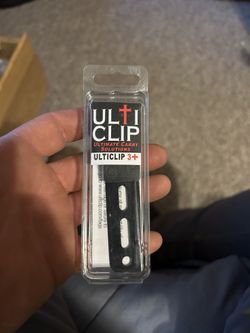 ULTI
CLIP
ULTIMATE CARRY
SOLUTIONS
ULTICLIP 3+